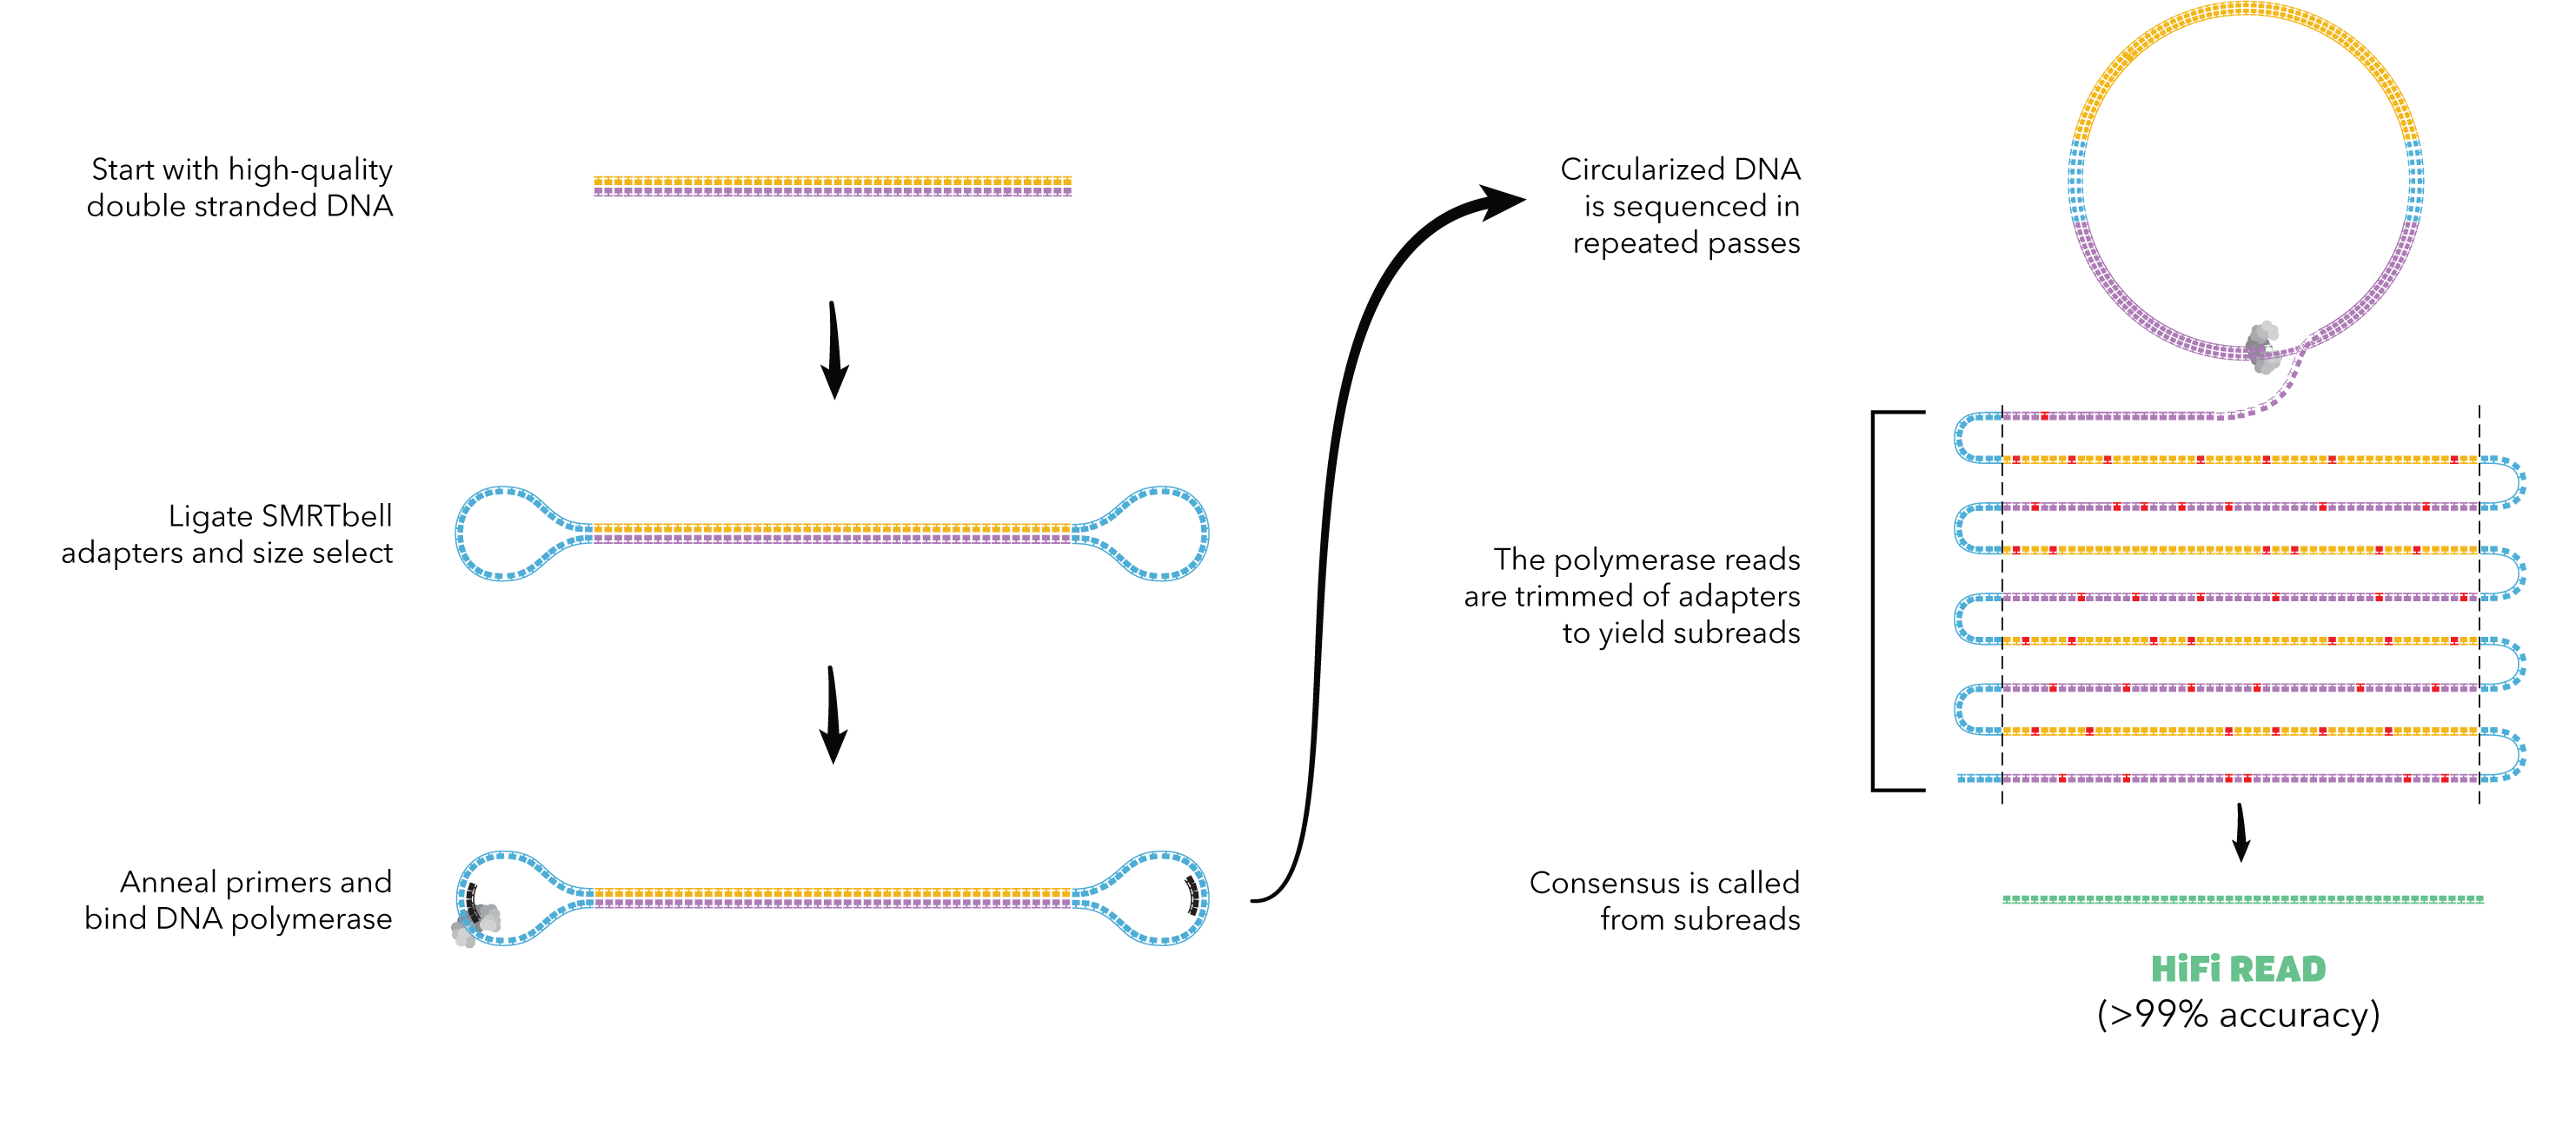 Start with high-quality
double stranded DNA
Ligate SMRTbell
adapters and size select
Anneal primers and
bind DNA polymerase
Circularized DNA
is sequenced in
repeated passes
The polymerase reads
are trimmed of adapters
to yield subreads
Consensus is called
from subreads
HiFi READ
(>99% accuracy)